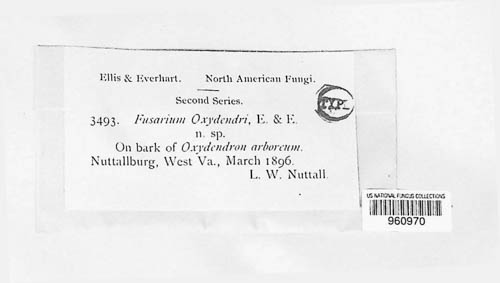 Ellis & Everhart. North American Fungi.
Second Series.
TYPE
3493. Fusarium Oxydendri, E. & E.
n. sp.
On bark of Oxydendron arboreum.
Nuttallburg, West Va., March 1896.
L. W. Nuttall.
US NATIONAL FUNGUS COLLECTIONS
960970